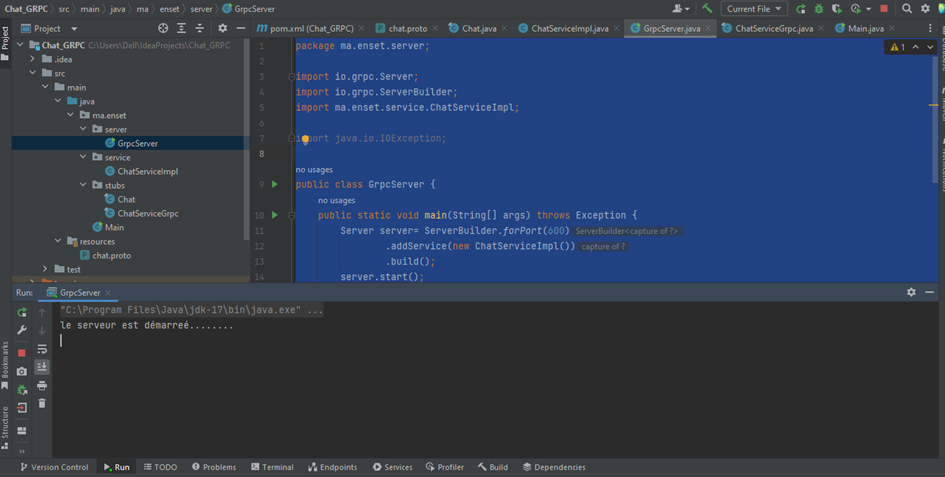 Chat_GRPC › src › main › java › ma › enset › server › GrpcServer
Current File
Project
pom.xml (Chat_GRPC) chat.proto Chat.java ChatServiceImpl.java GrpcServer.java ChatServiceGrpc.java Main.java
Project
Chat_GRPC C:\Users\Dell\IdeaProjects\Chat_GRPC
.idea
src
main
java
ma.enset
server
GrpcServer
service
ChatServiceImpl
stubs
Chat
ChatServiceGrpc
Main
resources
chat.proto
test
1 package ma.enset.server;
1
2
3 import io.grpc.Server;
4 import io.grpc.ServerBuilder;
5 import ma.enset.service.ChatServiceImpl;
6
7 import java.io.IOException;
8
no usages
9 public class GrpcServer {
no usages
10 public static void main(String[] args) throws Exception {
11 Server server= ServerBuilder.forPort(600) ServerBuilder<capture of ?>
12 .addService(new ChatServiceImpl()) capture of ?
13 .build();
14 server.start();
Run: GrpcServer
"C:\Program Files\Java\jdk-17\bin\java.exe" ...
le serveur est démarreé........
Bookmarks
Structure
Version Control Run TODO Problems Terminal Endpoints Services Profiler Build Dependencies